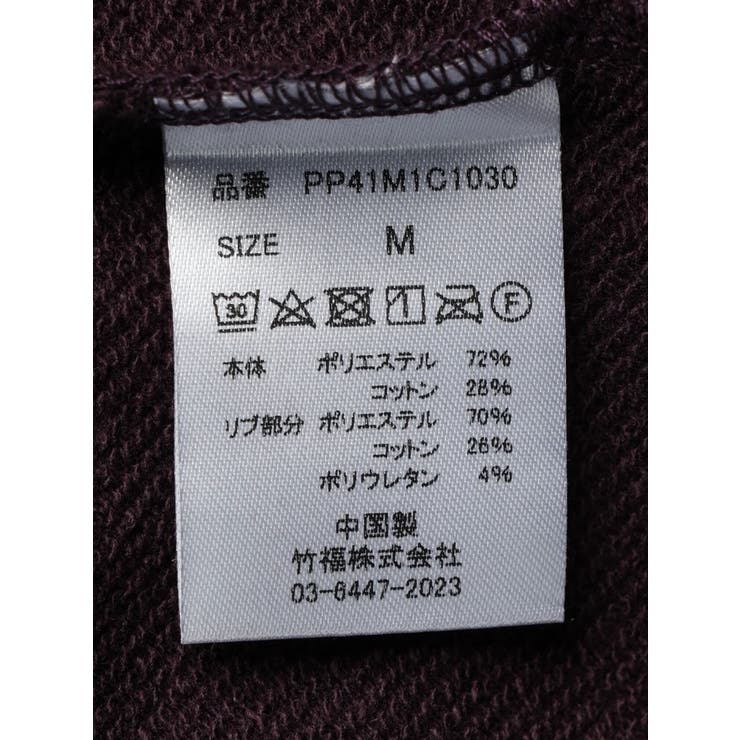 品番 PP41M1C1030
SIZE M
30 1 F
本体 ポリエステル 72%
コットン 28%
リブ部分 ポリエステル 70%
コットン 26%
ポリウレタン 4%
中国製
竹福株式会社
03-6447-2023